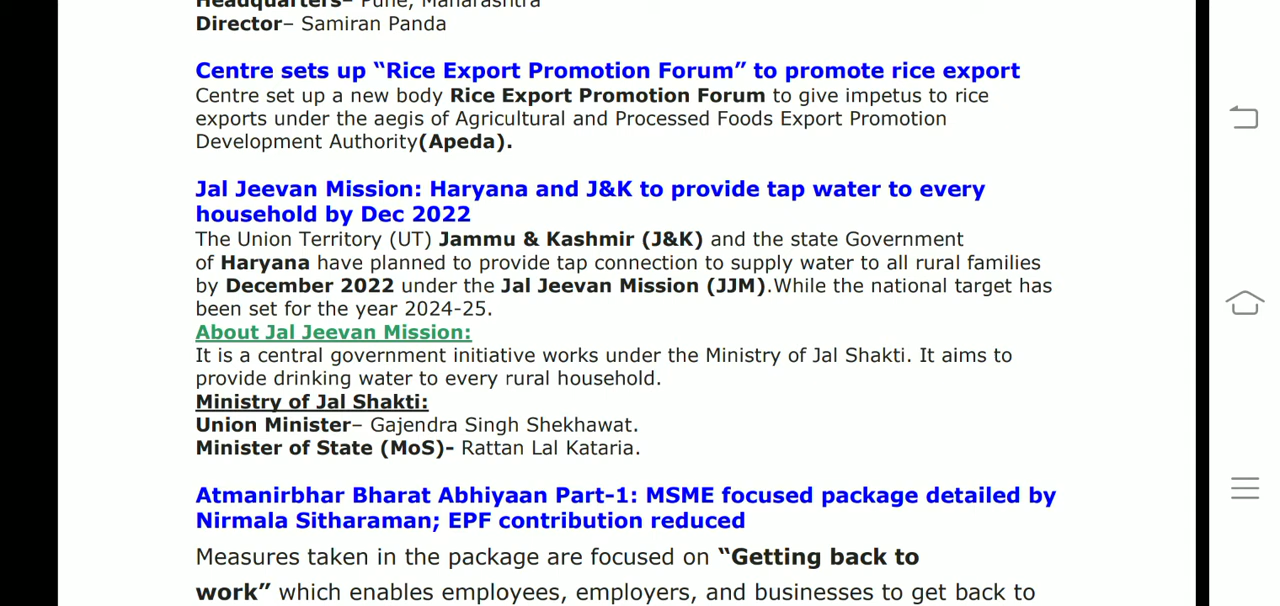 Headquarters– Pune, Maharashtra
Director– Samiran Panda
Centre sets up “Rice Export Promotion Forum” to promote rice export
Centre set up a new body Rice Export Promotion Forum to give impetus to rice
exports under the aegis of Agricultural and Processed Foods Export Promotion
Development Authority(Apeda).
Jal Jeevan Mission: Haryana and J&K to provide tap water to every
household by Dec 2022
The Union Territory (UT) Jammu & Kashmir (J&K) and the state Government
of Haryana have planned to provide tap connection to supply water to all rural families
by December 2022 under the Jal Jeevan Mission (JJM).While the national target has
been set for the year 2024-25.
About Jal Jeevan Mission:
It is a central government initiative works under the Ministry of Jal Shakti. It aims to
provide drinking water to every rural household.
Ministry of Jal Shakti:
Union Minister– Gajendra Singh Shekhawat.
Minister of State (MoS)- Rattan Lal Kataria.
Atmanirbhar Bharat Abhiyaan Part-1: MSME focused package detailed by
Nirmala Sitharaman; EPF contribution reduced
Measures taken in the package are focused on “Getting back to
work” which enables employees, employers, and businesses to get back to